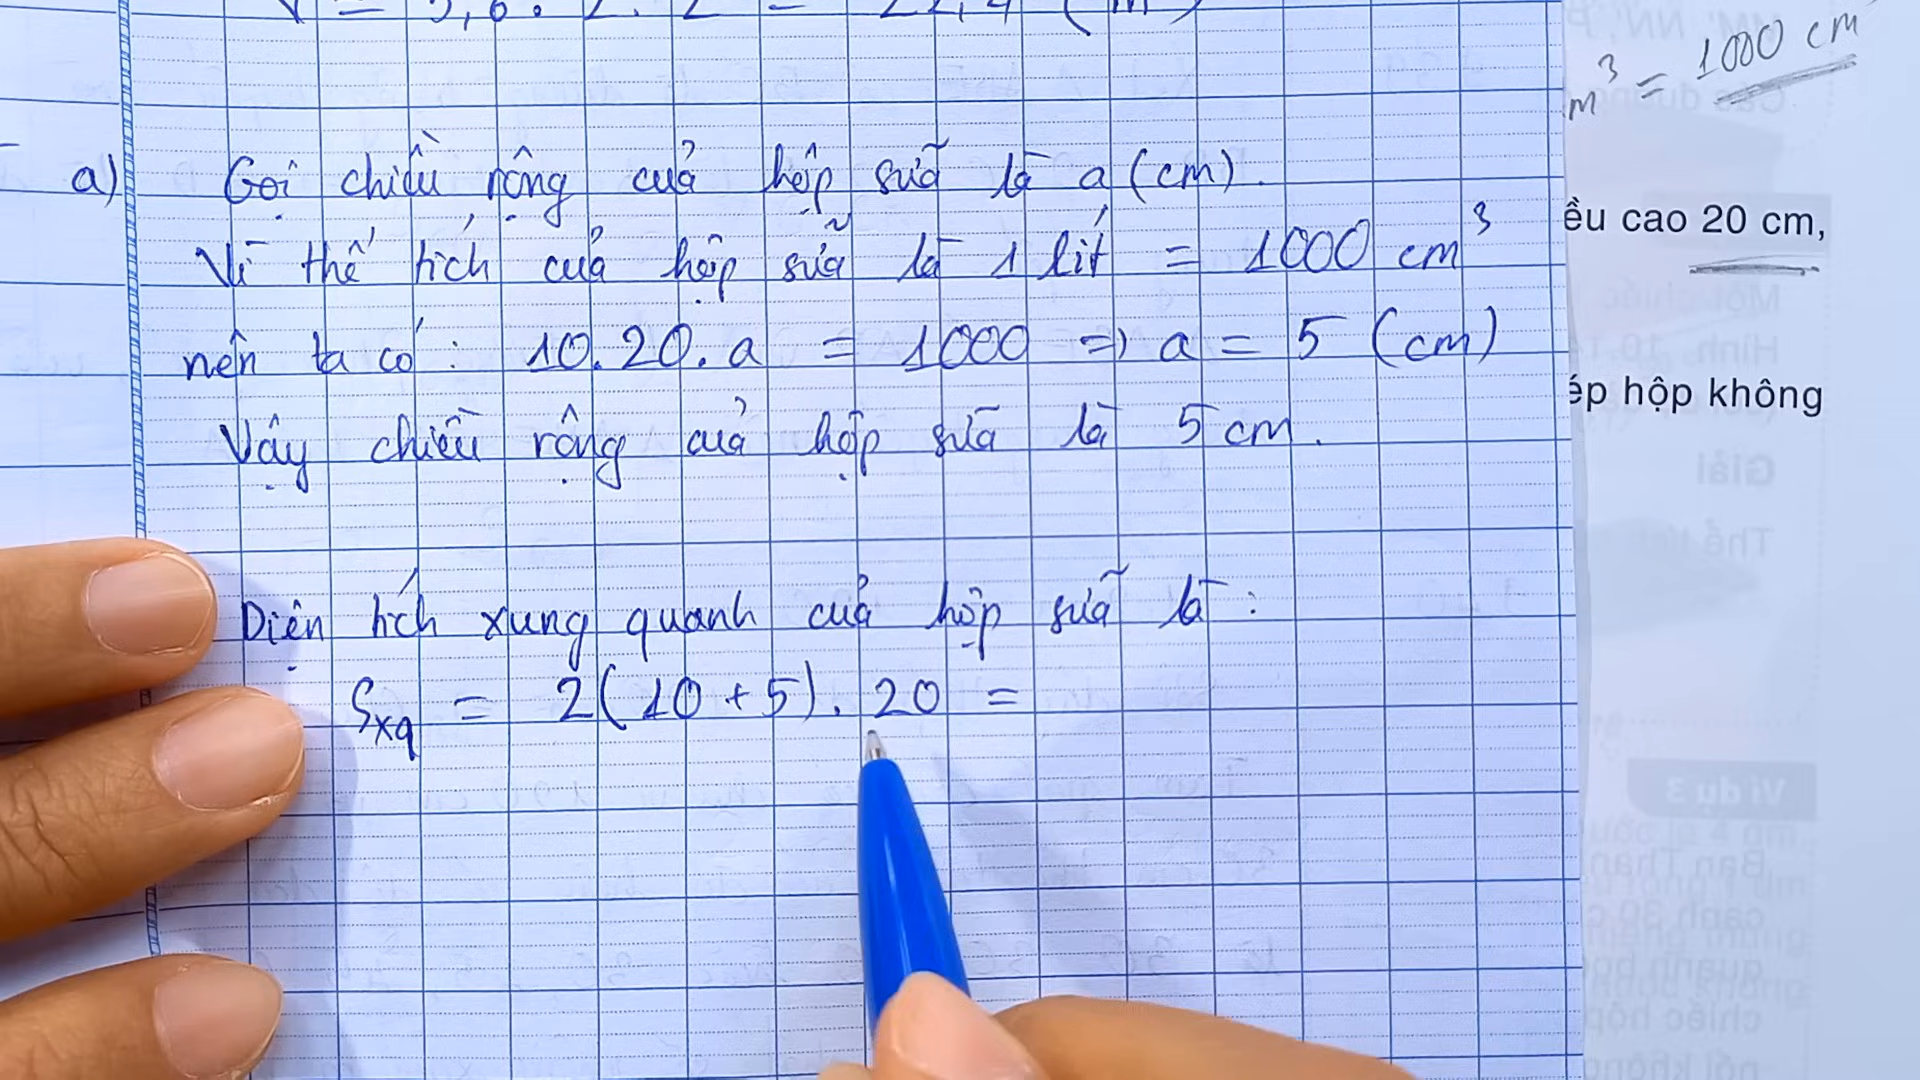 m³ = 1000 cm
a) Gọi chiều rộng của hộp sữa là a (cm).
Vì thể tích của hộp sữa là 1 lít = 1000 cm³
nên ta có: 10.20.a = 1000 => a = 5 (cm)
Vậy chiều rộng của hộp sữa là 5 cm.
Diện tích xung quanh của hộp sữa là:
Sxq = 2(10 + 5). 20 =
ều cao 20 cm,
ép hộp không